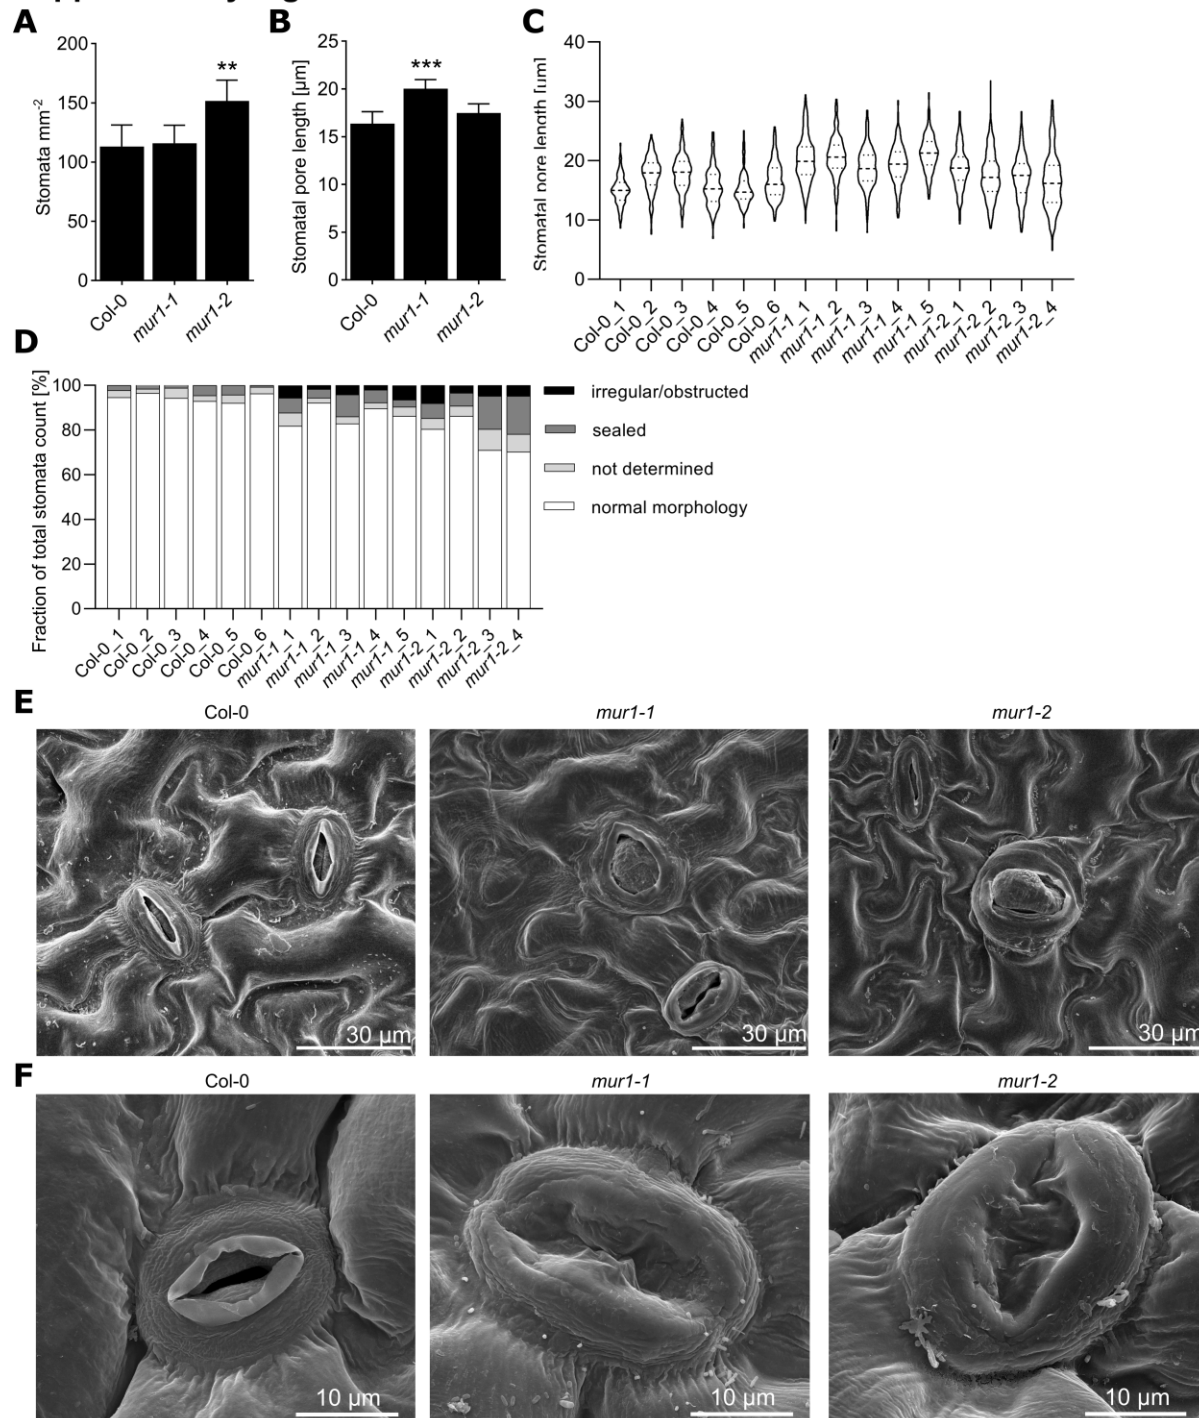 A
B
C
Stomata mm-2
200
150
100
50
0
**
Col-0
mur1-1
mur1-2
Stomatal pore length [µm]
25
20
15
10
5
0
***
Col-0
mur1-1
mur1-2
Stomatal pore length [µm]
40
30
20
10
0
Col-0_1
Col-0_2
Col-0_3
Col-0_4
Col-0_5
Col-0_6
mur1-1_1
mur1-1_2
mur1-1_3
mur1-1_4
mur1-1_5
mur1-2_1
mur1-2_2
mur1-2_3
mur1-2_4
D
Fraction of total stomata count [%]
100
80
60
40
20
0
irregular/obstructed
sealed
not determined
normal morphology
Col-0_1
Col-0_2
Col-0_3
Col-0_4
Col-0_5
Col-0_6
mur1-1_1
mur1-1_2
mur1-1_3
mur1-1_4
mur1-1_5
mur1-2_1
mur1-2_2
mur1-2_3
mur1-2_4
E
Col-0
mur1-1
mur1-2
30 µm
30 µm
30 µm
F
Col-0
mur1-1
mur1-2
10 µm
10 µm
10 µm